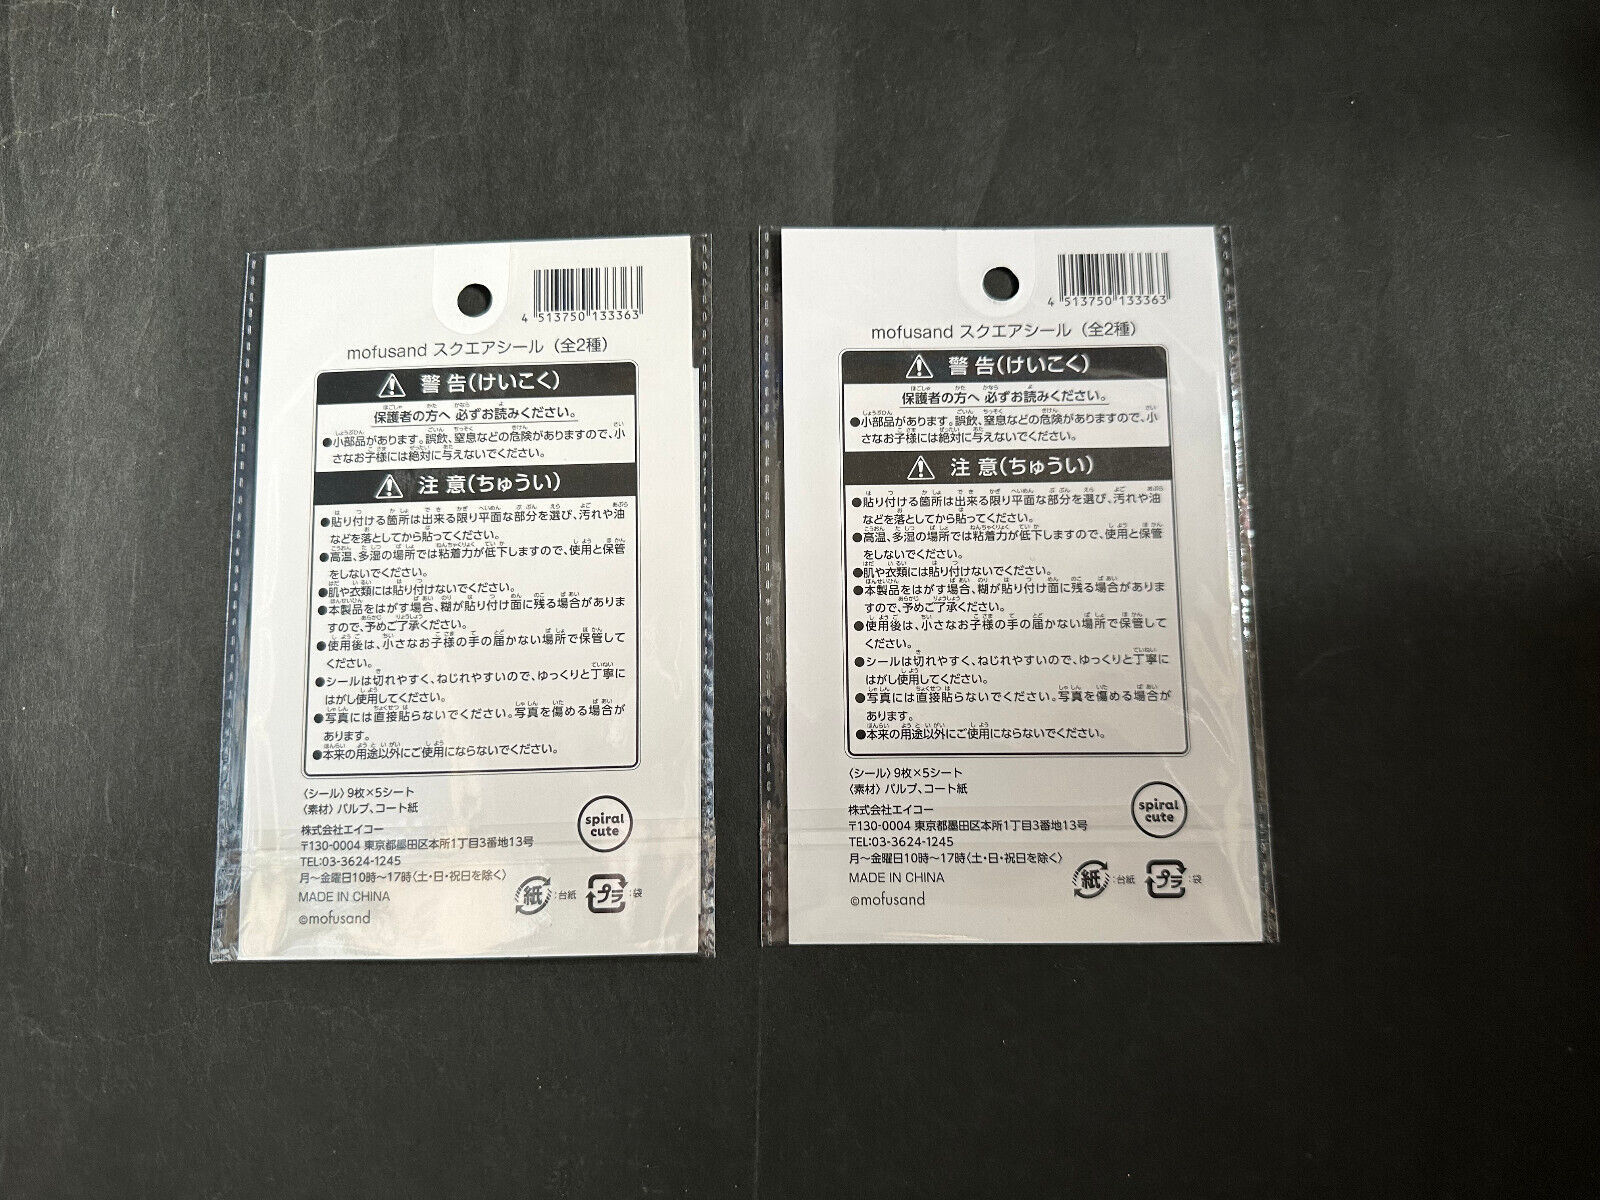 4 513750 133363
mofusand スクエアシール（全2種）
警告(けいこく)
保護者の方へ 必ずお読みください。
●小部品があります。誤飲、窒息などの危険がありますので、小
さなお子様には絶対に与えないでください。
注意(ちゅうい)
●貼り付ける箇所は出来る限り平面な部分を選び、汚れや油
などを落としてから貼ってください。
●高温、多湿の場所では粘着力が低下しますので、使用と保管
をしないでください。
●肌や衣類には貼り付けないでください。
●本製品をはがす場合、糊が貼り付け面に残る場合がありま
すので、予めご了承ください。
●使用後は、小さなお子様の手の届かない場所で保管して
ください。
●シールは切れやすく、ねじれやすいので、ゆっくりと丁寧に
はがし使用してください。
●写真には直接貼らないでください。写真を傷める場合が
あります。
●本来の用途以外にご使用にならないでください。
〈シール〉9枚×5シート
〈素材〉パルプ、コート紙
株式会社エイコー
〒130-0004 東京都墨田区本所1丁目3番地13号
TEL:03-3624-1245
月～金曜日10時～17時〈土・日・祝日を除く〉
MADE IN CHINA
©mofusand
spiral
cute
紙 :台紙 プラ :袋
4 513750 133363
mofusand スクエアシール（全2種）
警告(けいこく)
保護者の方へ 必ずお読みください。
●小部品があります。誤飲、窒息などの危険がありますので、小
さなお子様には絶対に与えないでください。
注意(ちゅうい)
●貼り付ける箇所は出来る限り平面な部分を選び、汚れや油
などを落としてから貼ってください。
●高温、多湿の場所では粘着力が低下しますので、使用と保管
をしないでください。
●肌や衣類には貼り付けないでください。
●本製品をはがす場合、糊が貼り付け面に残る場合がありま
すので、予めご了承ください。
●使用後は、小さなお子様の手の届かない場所で保管して
ください。
●シールは切れやすく、ねじれやすいので、ゆっくりと丁寧に
はがし使用してください。
●写真には直接貼らないでください。写真を傷める場合が
あります。
●本来の用途以外にご使用にならないでください。
〈シール〉9枚×5シート
〈素材〉パルプ、コート紙
株式会社エイコー
〒130-0004 東京都墨田区本所1丁目3番地13号
TEL:03-3624-1245
月～金曜日10時～17時〈土・日・祝日を除く〉
MADE IN CHINA
©mofusand
spiral
cute
紙 :台紙 プラ :袋